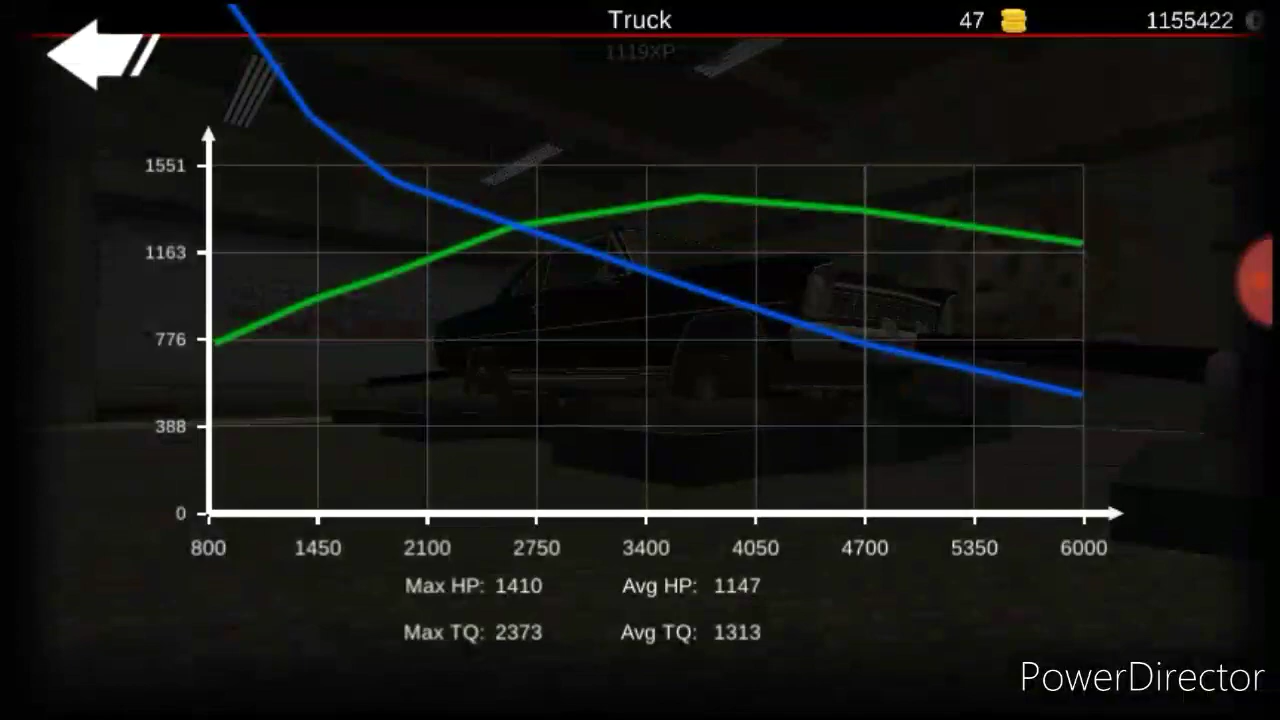 Truck
47
1155422
1119XP
1551
1163
776
388
0
800 1450 2100 2750 3400 4050 4700 5350 6000
Max HP: 1410 Avg HP: 1147
Max TQ: 2373 Avg TQ: 1313
PowerDirector